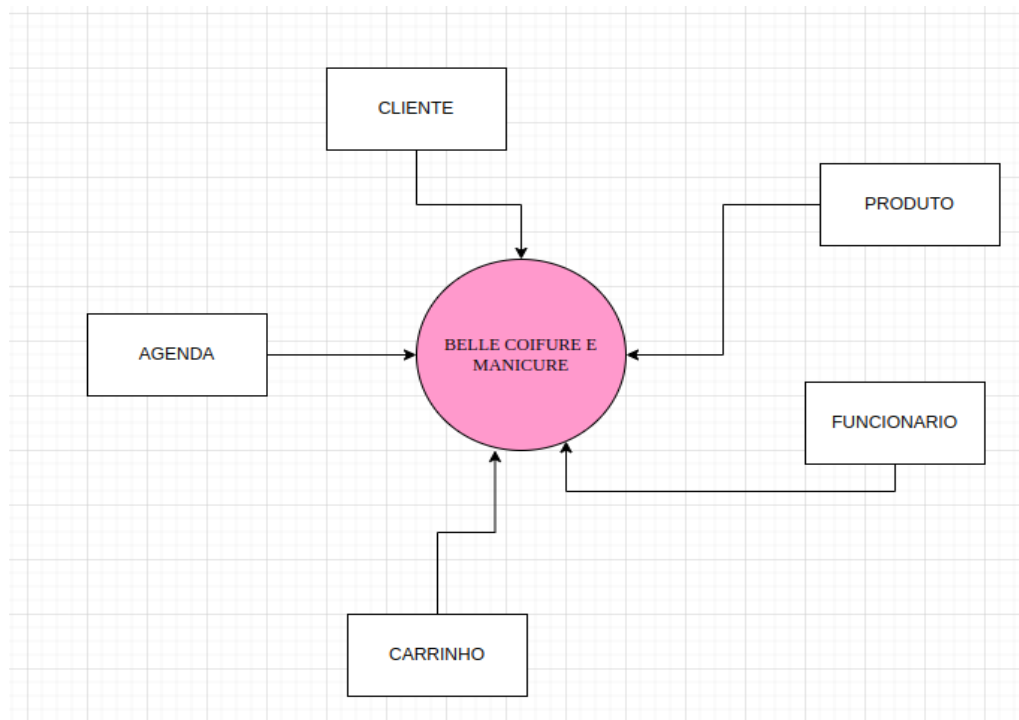 CLIENTE
PRODUTO
AGENDA
BELLE COIFURE E
MANICURE
FUNCIONARIO
CARRINHO